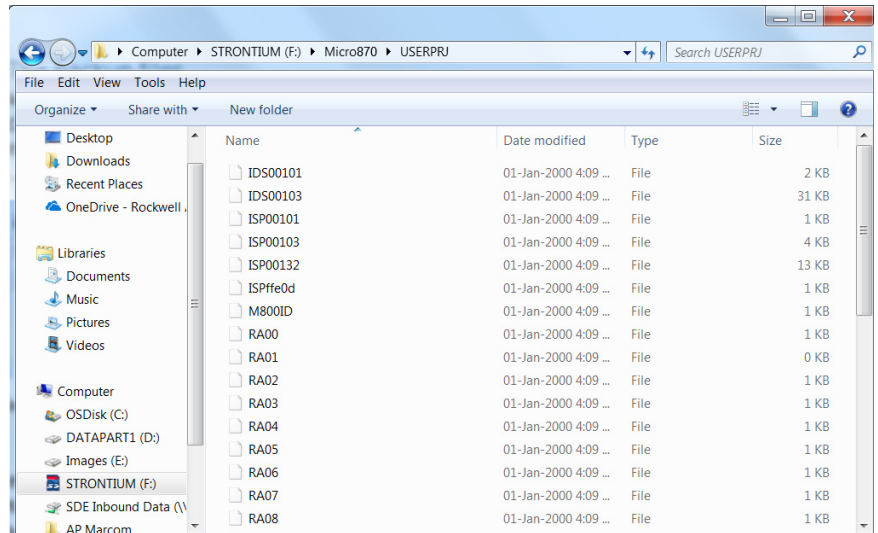 Computer STRONTIUM (F:) Micro870 USERPRJ Search USERPRJ
File Edit View Tools Help
Organize Share with New folder
Desktop
Downloads
Recent Places
OneDrive - Rockwell
Libraries
Documents
Music
Pictures
Videos
Computer
OSDisk (C:)
DATAPART1 (D:)
Images (E:)
STRONTIUM (F:)
SDE Inbound Data (\\
AP Marcom
Name Date modified Type Size
IDS00101 01-Jan-2000 4:09 ... File 2 KB
IDS00103 01-Jan-2000 4:09 ... File 31 KB
ISP00101 01-Jan-2000 4:09 ... File 1 KB
ISP00103 01-Jan-2000 4:09 ... File 4 KB
ISP00132 01-Jan-2000 4:09 ... File 13 KB
ISPffe0d 01-Jan-2000 4:09 ... File 1 KB
M800ID 01-Jan-2000 4:09 ... File 1 KB
RA00 01-Jan-2000 4:09 ... File 1 KB
RA01 01-Jan-2000 4:09 ... File 0 KB
RA02 01-Jan-2000 4:09 ... File 1 KB
RA03 01-Jan-2000 4:09 ... File 1 KB
RA04 01-Jan-2000 4:09 ... File 1 KB
RA05 01-Jan-2000 4:09 ... File 1 KB
RA06 01-Jan-2000 4:09 ... File 1 KB
RA07 01-Jan-2000 4:09 ... File 1 KB
RA08 01-Jan-2000 4:09 ... File 1 KB